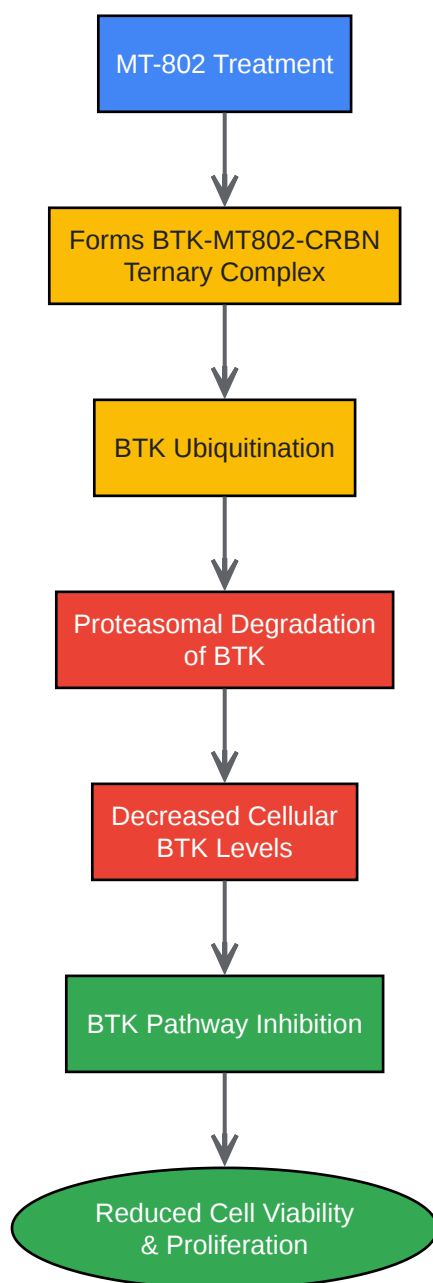 MT-802 Treatment
Forms BTK-MT802-CRBN
Ternary Complex
BTK Ubiquitination
Proteasomal Degradation
of BTK
Decreased Cellular
BTK Levels
BTK Pathway Inhibition
Reduced Cell Viability
& Proliferation